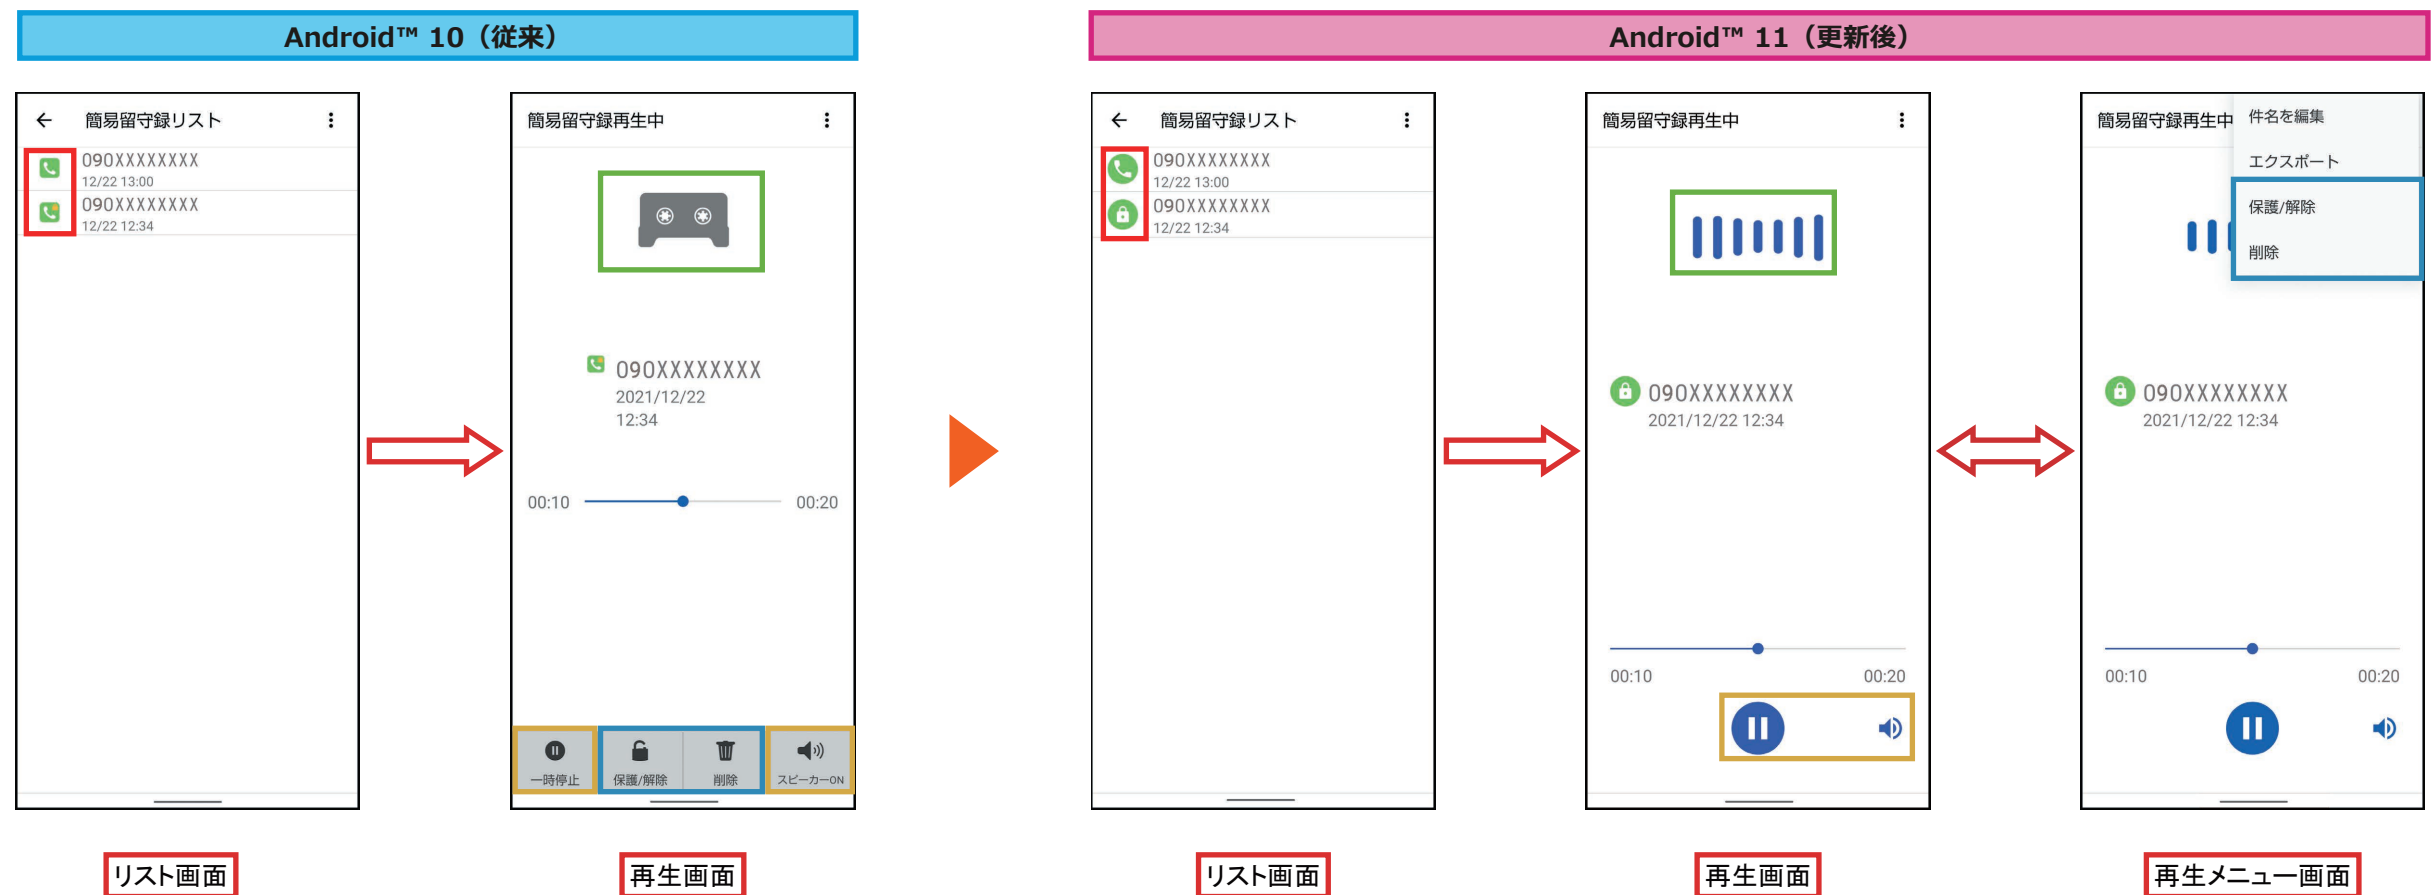 Android™ 10（従来）
簡易留守録リスト
090XXXXXXXX
12/22 13:00
090XXXXXXXX
12/22 12:34
リスト画面
簡易留守録再生中
090XXXXXXXX
2021/12/22
12:34
00:10
00:20
一時停止
保護/解除
削除
スピーカーON
再生画面
Android™ 11（更新後）
簡易留守録リスト
090XXXXXXXX
12/22 13:00
090XXXXXXXX
12/22 12:34
リスト画面
簡易留守録再生中
090XXXXXXXX
2021/12/22 12:34
00:10
00:20
再生画面
簡易留守録再生中
件名を編集
エクスポート
保護/解除
削除
090XXXXXXXX
2021/12/22 12:34
00:10
00:20
再生メニュー画面